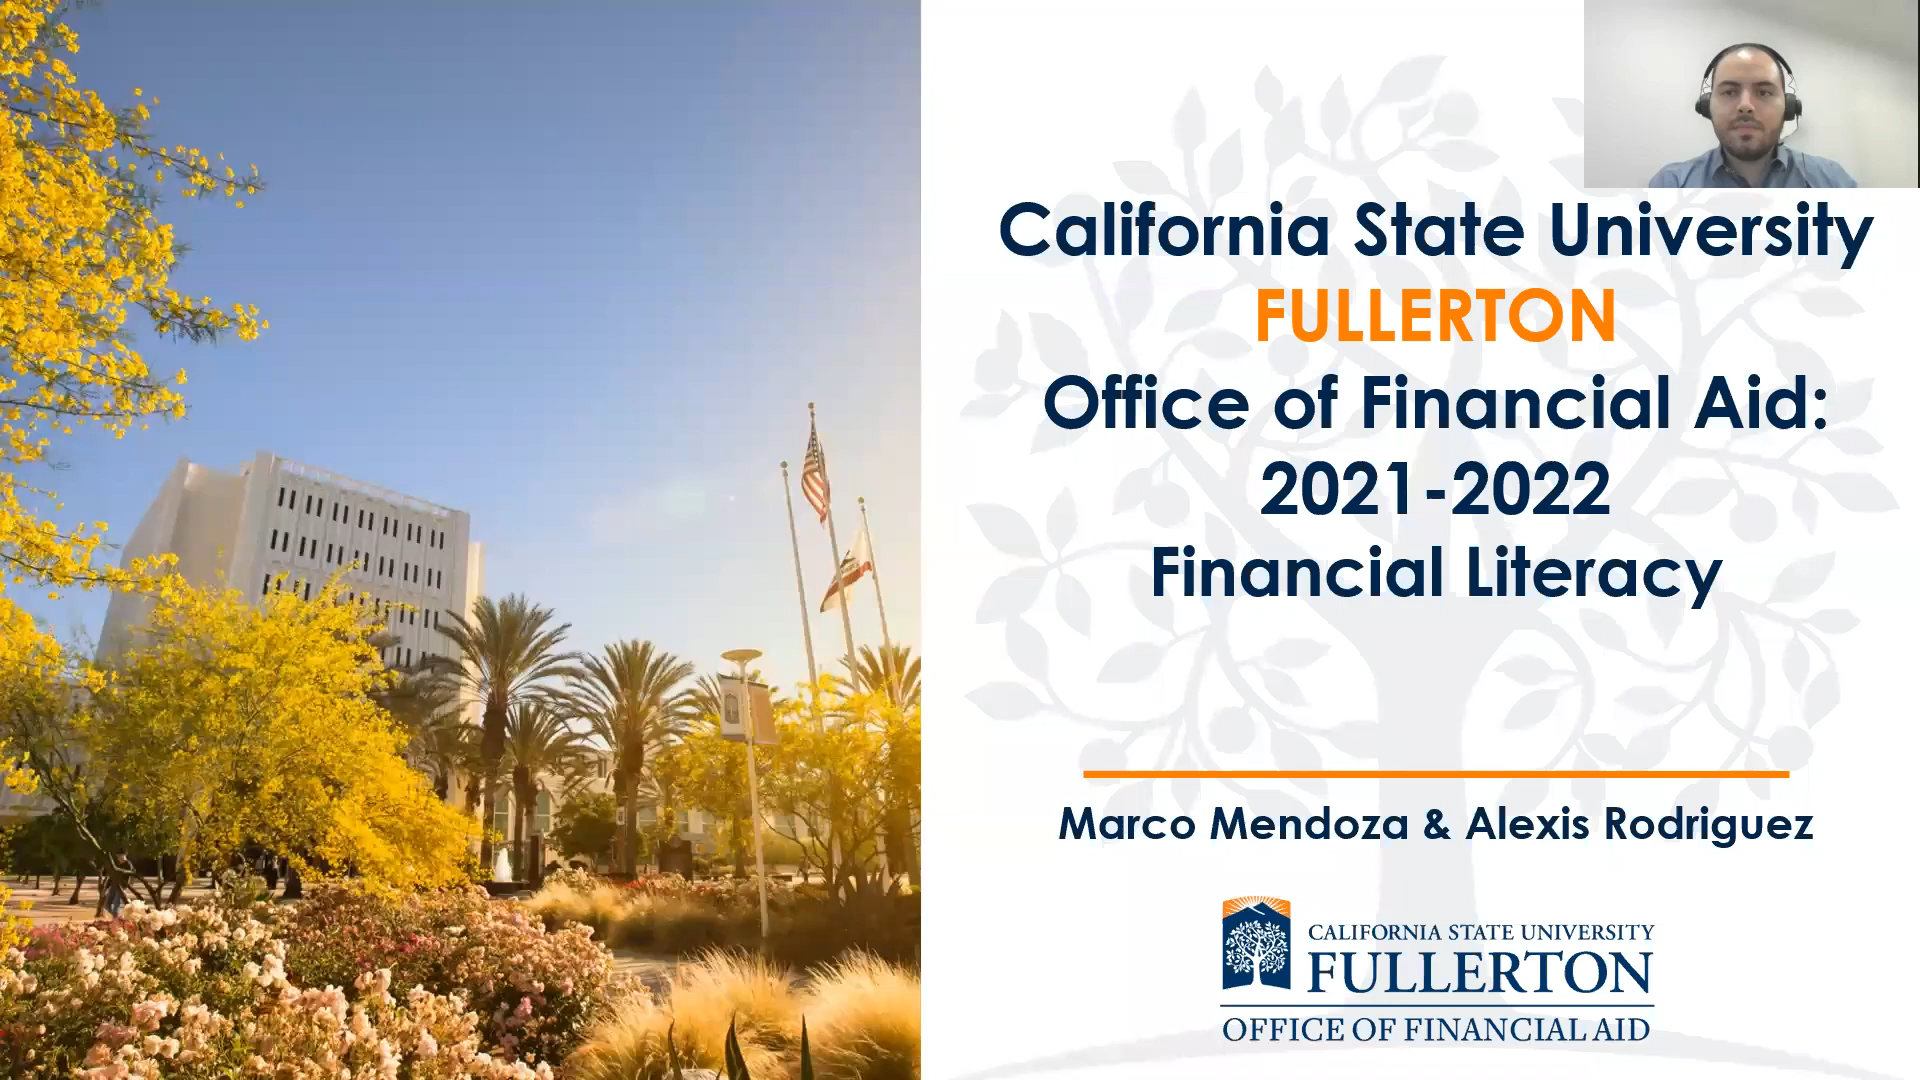 California State University
FULLERTON
Office of Financial Aid:
2021-2022
Financial Literacy
Marco Mendoza & Alexis Rodriguez
CALIFORNIA STATE UNIVERSITY
FULLERTON
OFFICE OF FINANCIAL AID